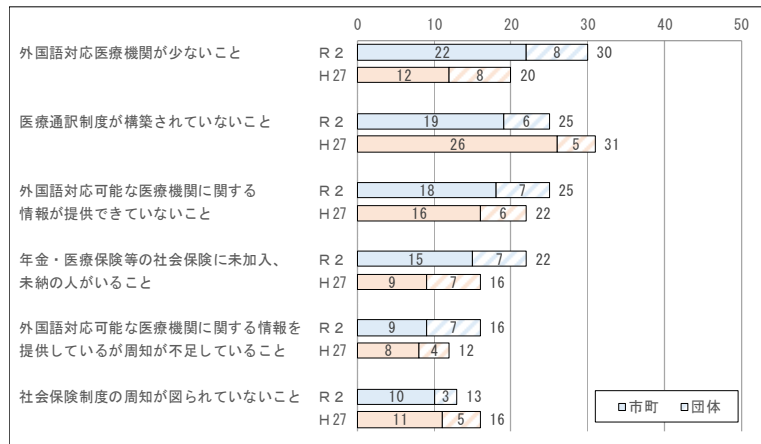 0 10 20 30 40 50
外国語対応医療機関が少ないこと R2 22 8 30
H27 12 8 20
医療通訳制度が構築されていないこと R2 19 6 25
H27 26 5 31
外国語対応可能な医療機関に関する R2 18 7 25
情報が提供できていないこと H27 16 6 22
年金・医療保険等の社会保険に未加入、 R2 15 7 22
未納の人がいること H27 9 7 16
外国語対応可能な医療機関に関する情報を R2 9 7 16
提供しているが周知が不足していること H27 8 4 12
社会保険制度の周知が図られていないこと R2 10 3 13
H27 11 5 16
市町 団体